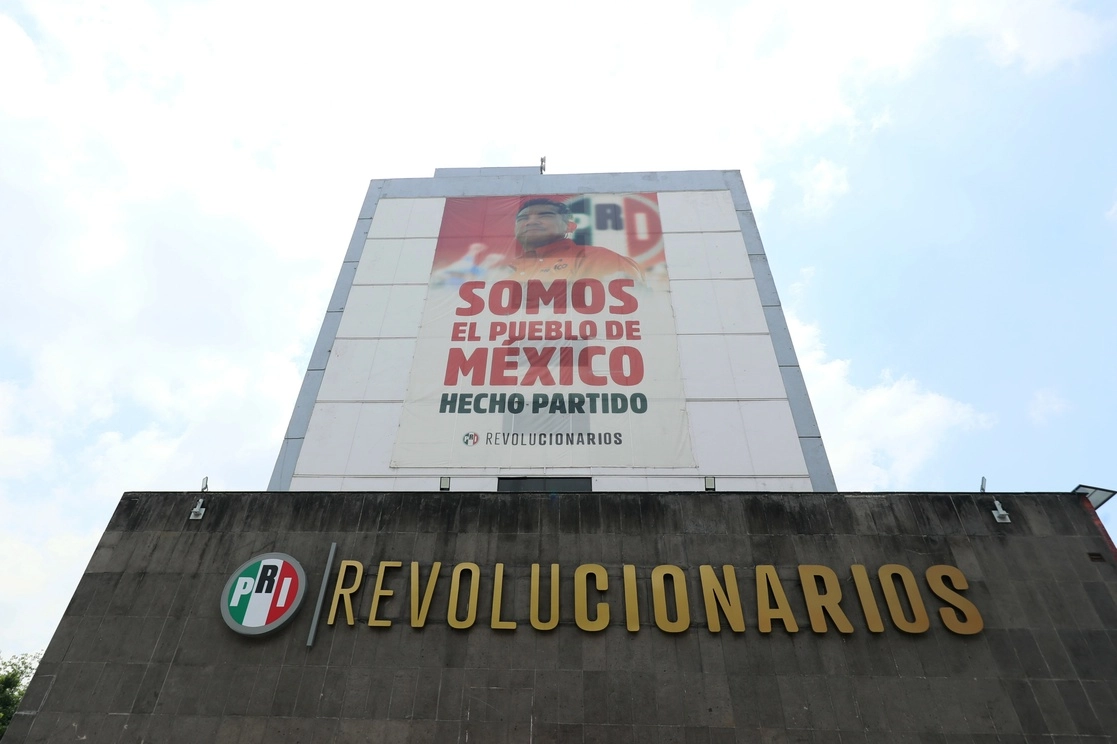 PRI
SOMOS
EL PUEBLO DE
MÉXICO
HECHO PARTIDO
PRI REVOLUCIONARIOS
PRI REVOLUCIONARIOS